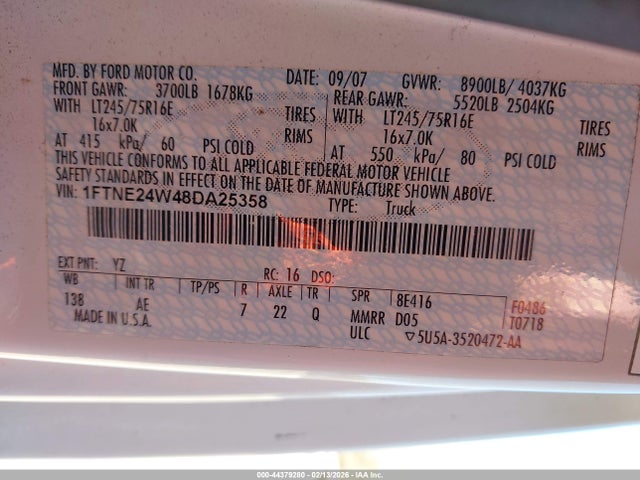 MFD. BY FORD MOTOR CO. DATE: 09/07 GVWR: 8900LB/ 4037KG
FRONT GAWR: 3700LB 1678KG REAR GAWR: 5520LB 2504KG
WITH LT245/75R16E TIRES WITH LT245/75R16E TIRES
16x7.0K RIMS 16x7.0K RIMS
AT 415 kPa/ 60 PSI COLD AT 550 kPa/ 80 PSI COLD
THIS VEHICLE CONFORMS TO ALL APPLICABLE FEDERAL MOTOR VEHICLE
SAFETY STANDARDS IN EFFECT ON THE DATE OF MANUFACTURE SHOWN ABOVE.
VIN: 1FTNE24W48DA25358 TYPE: Truck
EXT PNT: YZ RC: 16 DSO:
WB INT TR TP/PS R AXLE TR SPR 8E416 F0486
138 AE 7 22 Q MMRR D05 T0718
MADE IN U.S.A. ULC ▽5U5A-3520472-AA
000-44379260 - 02/13/2026 - IAA Inc.